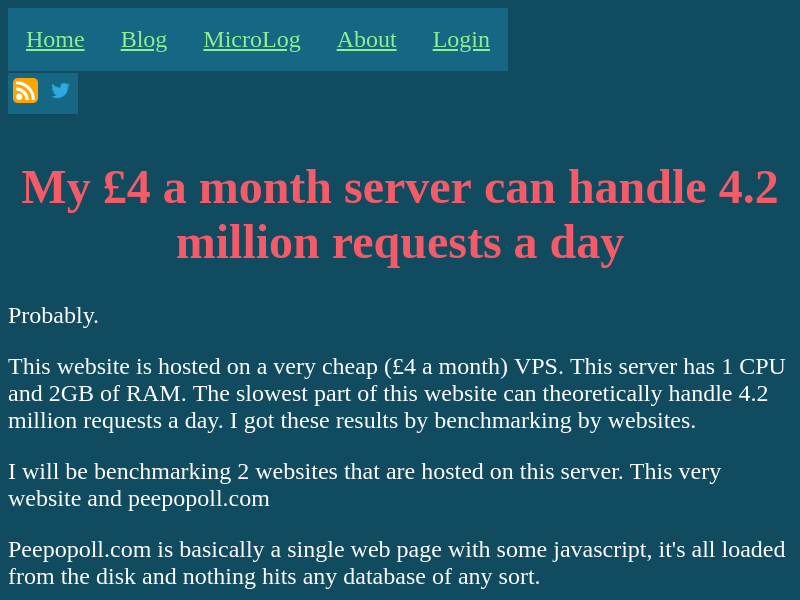 Home Blog MicroLog About Login
My £4 a month server can handle 4.2
million requests a day
Probably.
This website is hosted on a very cheap (£4 a month) VPS. This server has 1 CPU
and 2GB of RAM. The slowest part of this website can theoretically handle 4.2
million requests a day. I got these results by benchmarking by websites.
I will be benchmarking 2 websites that are hosted on this server. This very
website and peepopoll.com
Peepopoll.com is basically a single web page with some javascript, it's all loaded
from the disk and nothing hits any database of any sort.